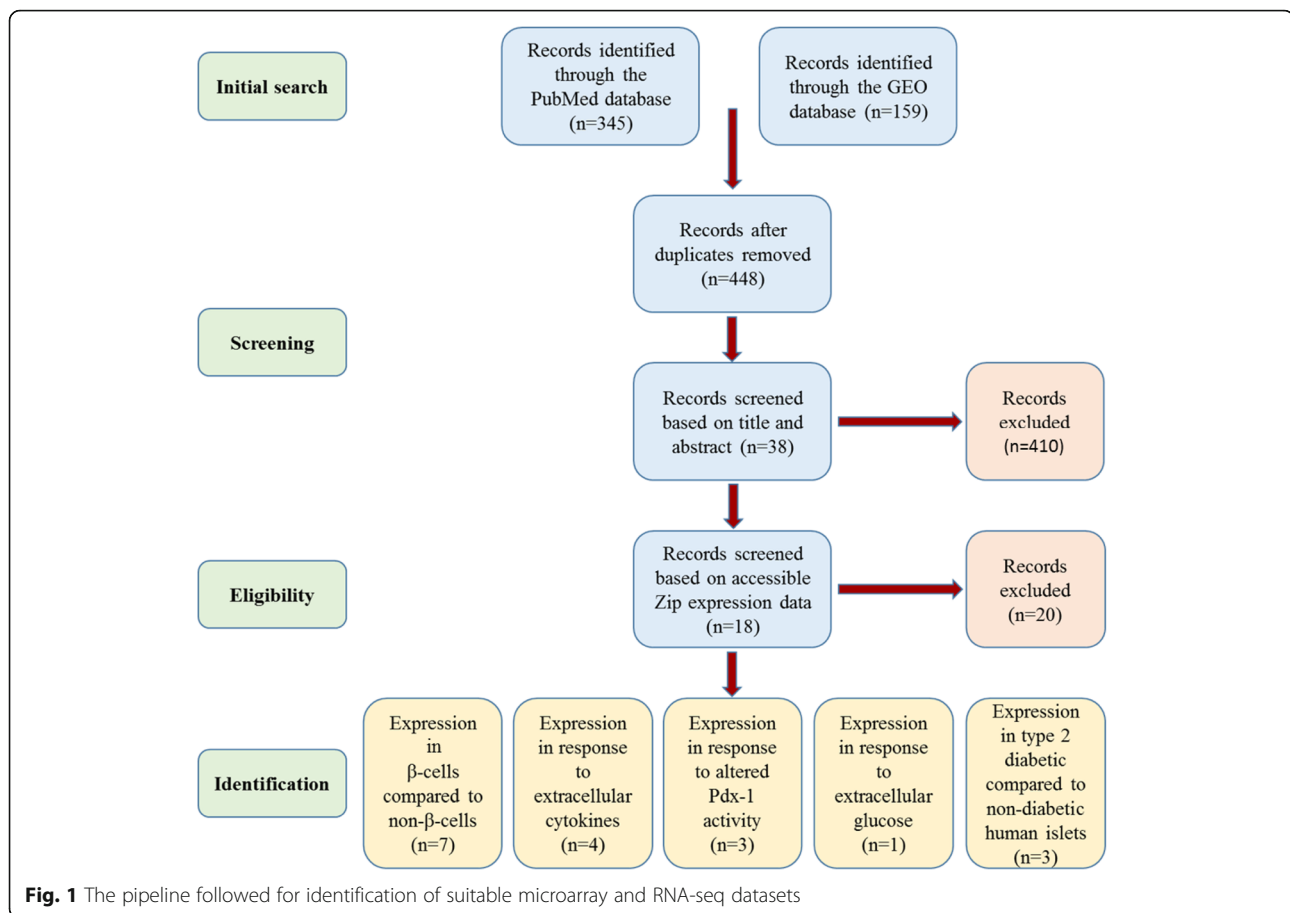 Initial search
Records identified
through the
PubMed database
(n=345)
Records identified
through the GEO
database (n=159)
Records after
duplicates removed
(n=448)
Screening
Records screened
based on title and
abstract (n=38)
Records
excluded
(n=410)
Eligibility
Records screened
based on accessible
Zip expression data
(n=18)
Records
excluded
(n=20)
Identification
Expression
in
β-cells
compared to
non-β-cells
(n=7)
Expression
in response
to
extracellular
cytokines
(n=4)
Expression
in response
to altered
Pdx-1
activity
(n=3)
Expression
in response
to
extracellular
glucose
(n=1)
Expression
in type 2
diabetic
compared to
non-diabetic
human islets
(n=3)
Fig. 1 The pipeline followed for identification of suitable microarray and RNA-seq datasets